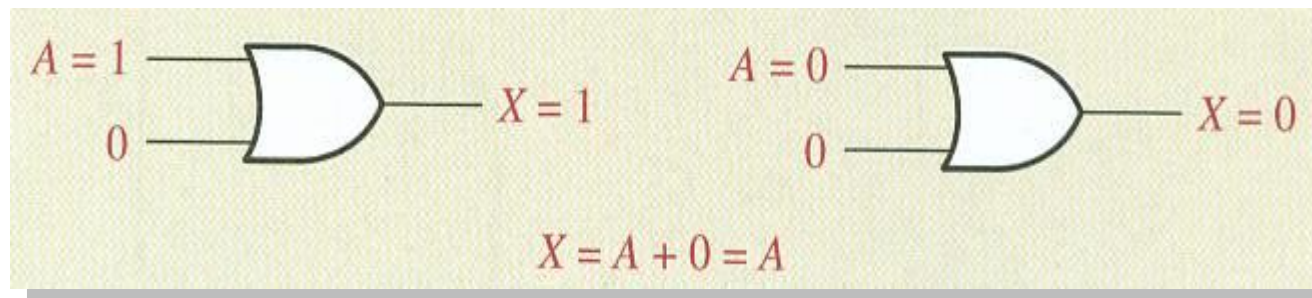 A = 1
0
X = 1
A = 0
0
X = 0
X = A + 0 = A